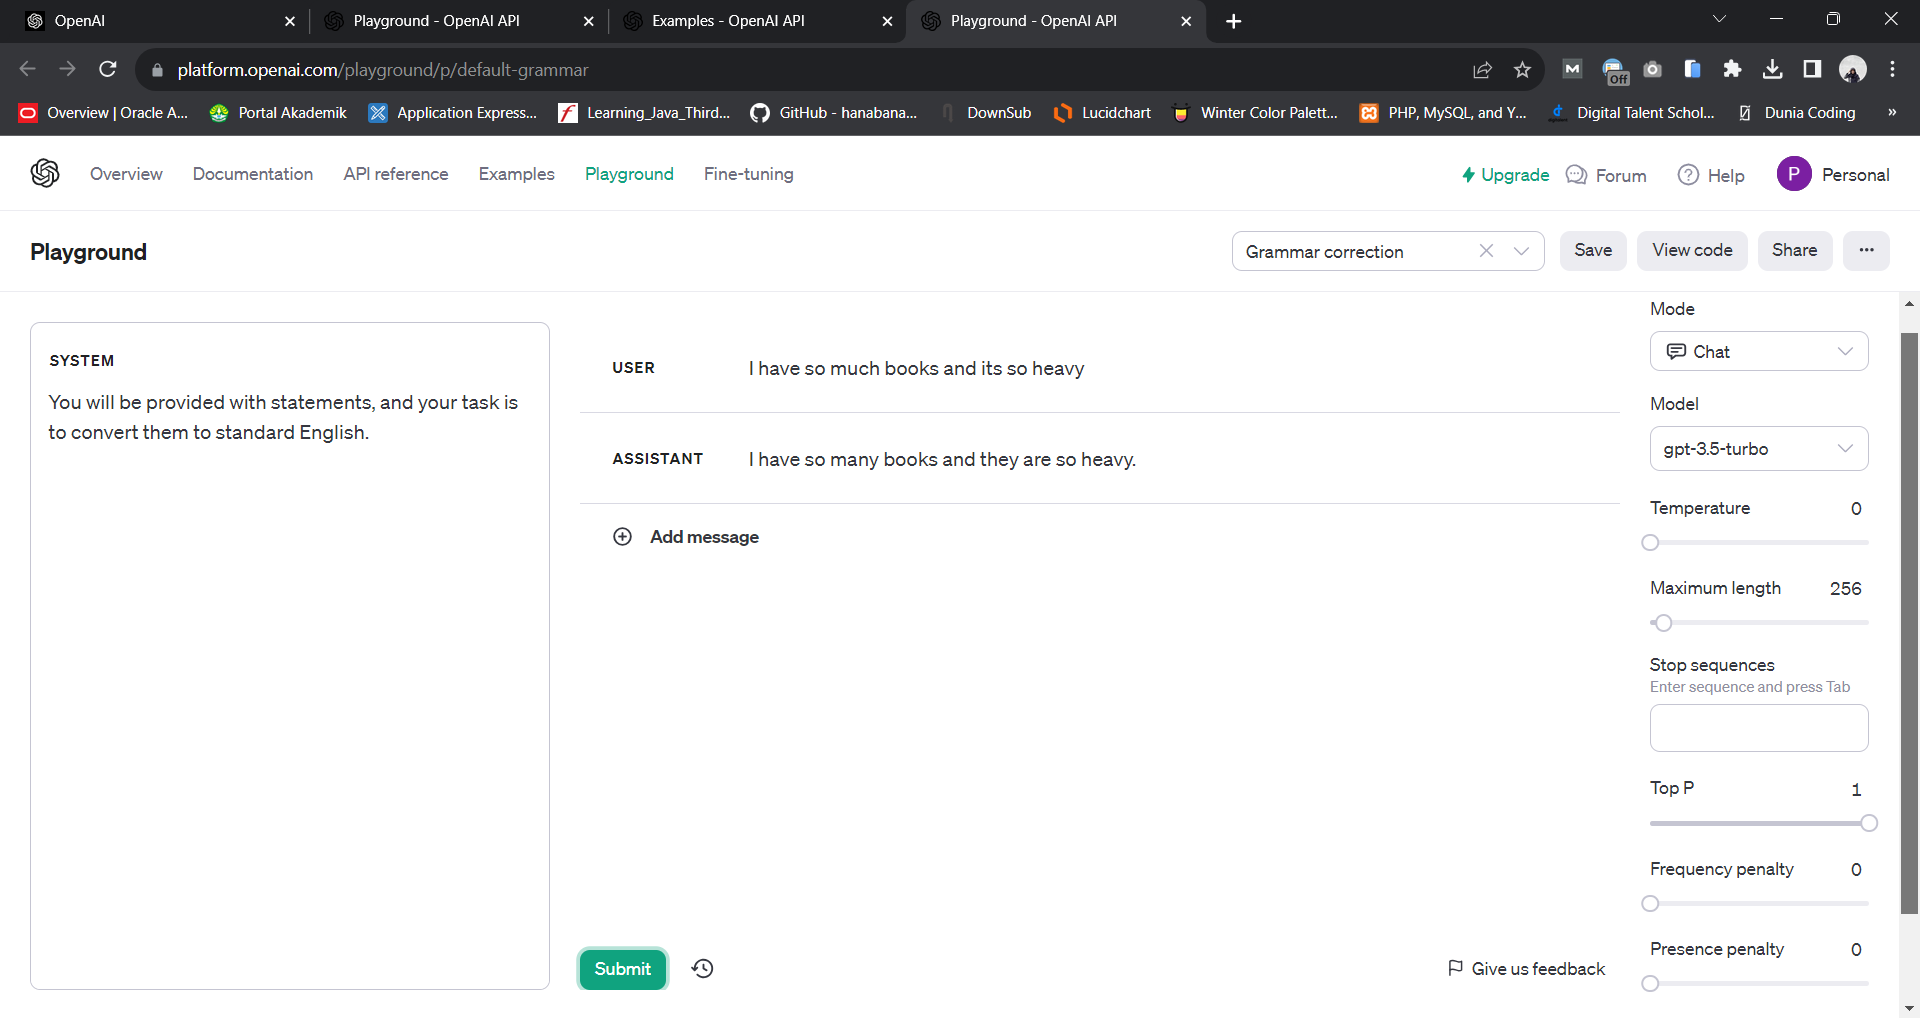 OpenAI
Playground - OpenAI API
Examples - OpenAI API
Playground - OpenAI API
platform.openai.com/playground/p/default-grammar
M
Off
Overview | Oracle A...
Portal Akademik
Application Express...
Learning_Java_Third...
GitHub - hanabana...
DownSub
Lucidchart
Winter Color Palett...
PHP, MySQL, and Y...
Digital Talent Schol...
Dunia Coding
»
Overview
Documentation
API reference
Examples
Playground
Fine-tuning
Upgrade
Forum
Help
P
Personal
Playground
Grammar correction
Save
View code
Share
...
SYSTEM
You will be provided with statements, and your task is
to convert them to standard English.
USER
I have so much books and its so heavy
ASSISTANT
I have so many books and they are so heavy.
Add message
Submit
Give us feedback
Mode
Chat
Model
gpt-3.5-turbo
Temperature 0
Maximum length 256
Stop sequences
Enter sequence and press Tab
Top P 1
Frequency penalty 0
Presence penalty 0